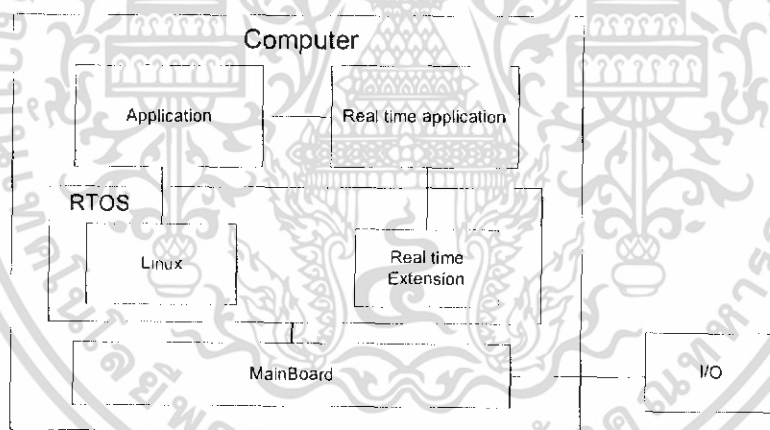 Computer
Application
Real time application
RTOS
Linux
Real time
Extension
MainBoard
I/O